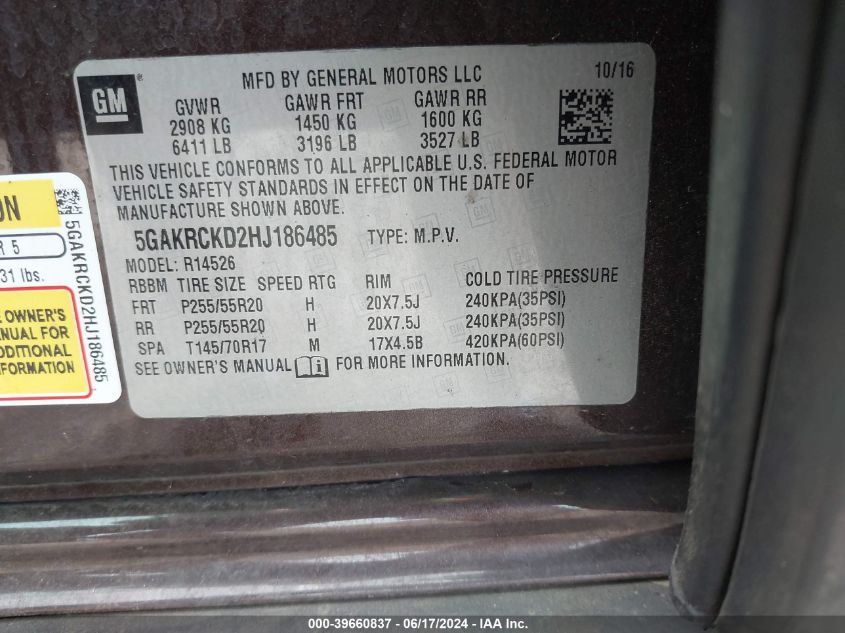 GM
MFD BY GENERAL MOTORS LLC
10/16
GVWR GAWR FRT GAWR RR
2908 KG 1450 KG 1600 KG
6411 LB 3196 LB 3527 LB
THIS VEHICLE CONFORMS TO ALL APPLICABLE U.S. FEDERAL MOTOR
VEHICLE SAFETY STANDARDS IN EFFECT ON THE DATE OF
MANUFACTURE SHOWN ABOVE.
5GAKRCKD2HJ186485 TYPE: M.P.V.
MODEL: R14526
RBBM TIRE SIZE SPEED RTG RIM COLD TIRE PRESSURE
FRT P255/55R20 H 20X7.5J 240KPA(35PSI)
RR P255/55R20 H 20X7.5J 240KPA(35PSI)
SPA T145/70R17 M 17X4.5B 420KPA(60PSI)
SEE OWNER'S MANUAL FOR MORE INFORMATION.
5
lbs.
OWNER'S
FOR
5GAKRCKD2HJ186485
000-39660837 - 06/17/2024 - IAA Inc.